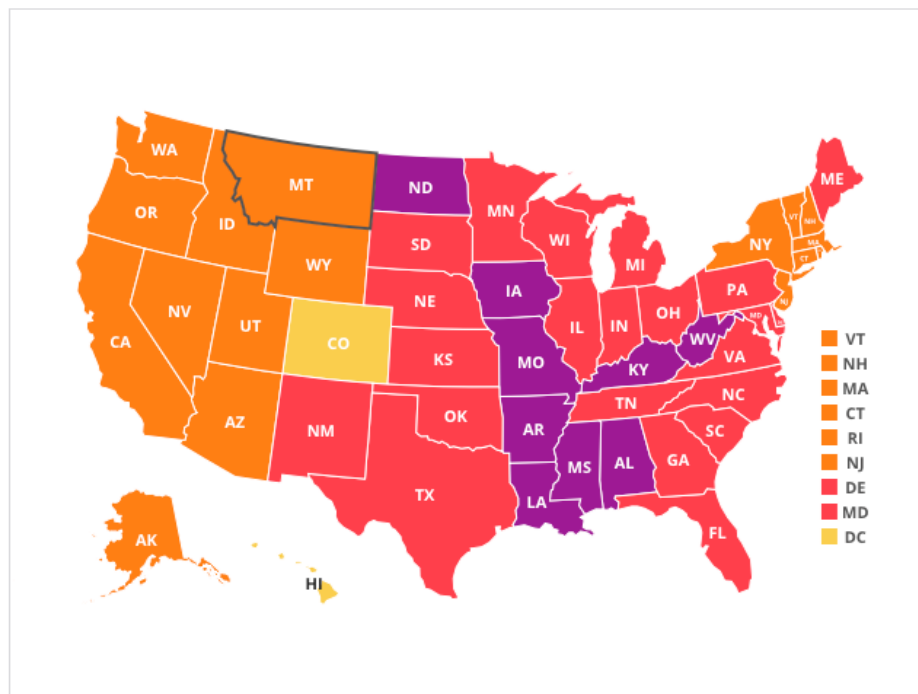 WA
ME
MT
ND
OR
MN
VT
NH
ID
SD
WI
NY
MA
WY
MI
CT
IA
PA
NE
NJ
NV
UT
IL
IN
OH
MD
CA
CO
WV
VA
KS
MO
KY
NC
TN
AZ
OK
NM
AR
SC
GA
MS
AL
TX
LA
FL
AK
HI
VT
NH
MA
CT
RI
NJ
DE
MD
DC